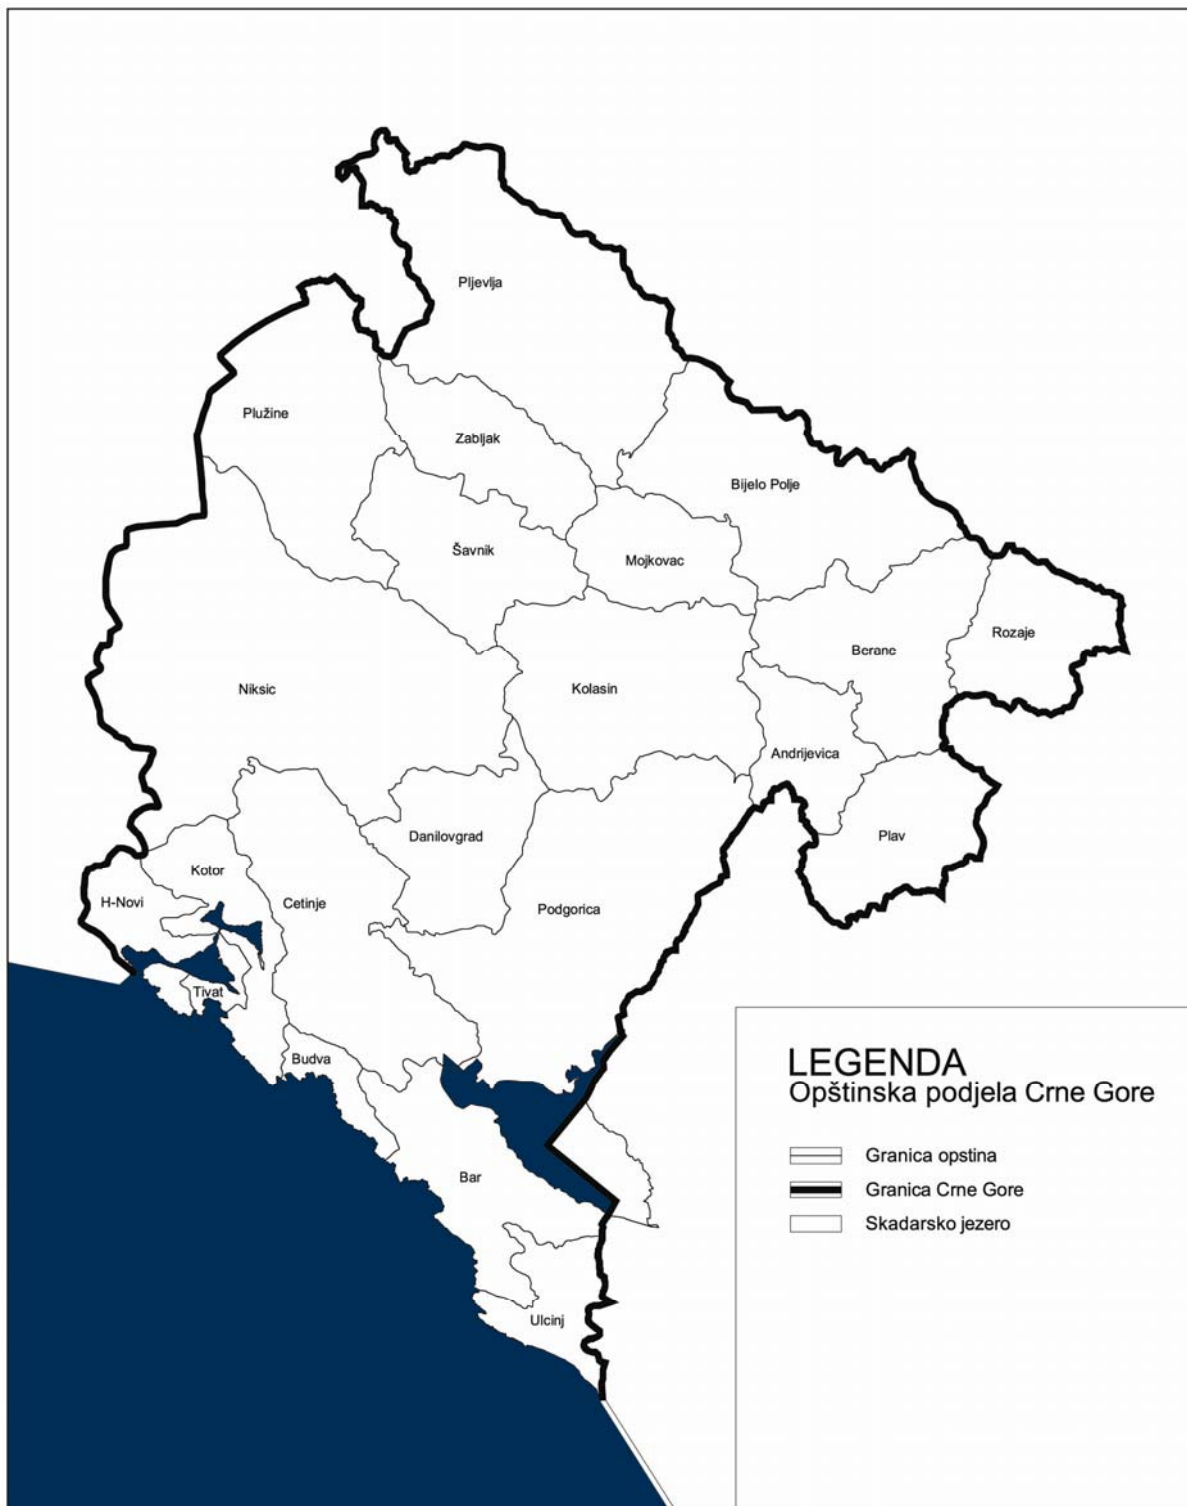 Pljevlja
Plužine
Zabljak
Bijelo Polje
Šavnik
Mojkovac
Rozaje
Berane
Niksic
Kolasin
Andrijevica
Danilovgrad
Plav
Kotor
H-Novi
Cetinje
Podgorica
Tivat
Budva
Bar
Ulcinj
LEGENDA
Opštinska podjela Crne Gore
Granica opstina
Granica Crne Gore
Skadarsko jezero